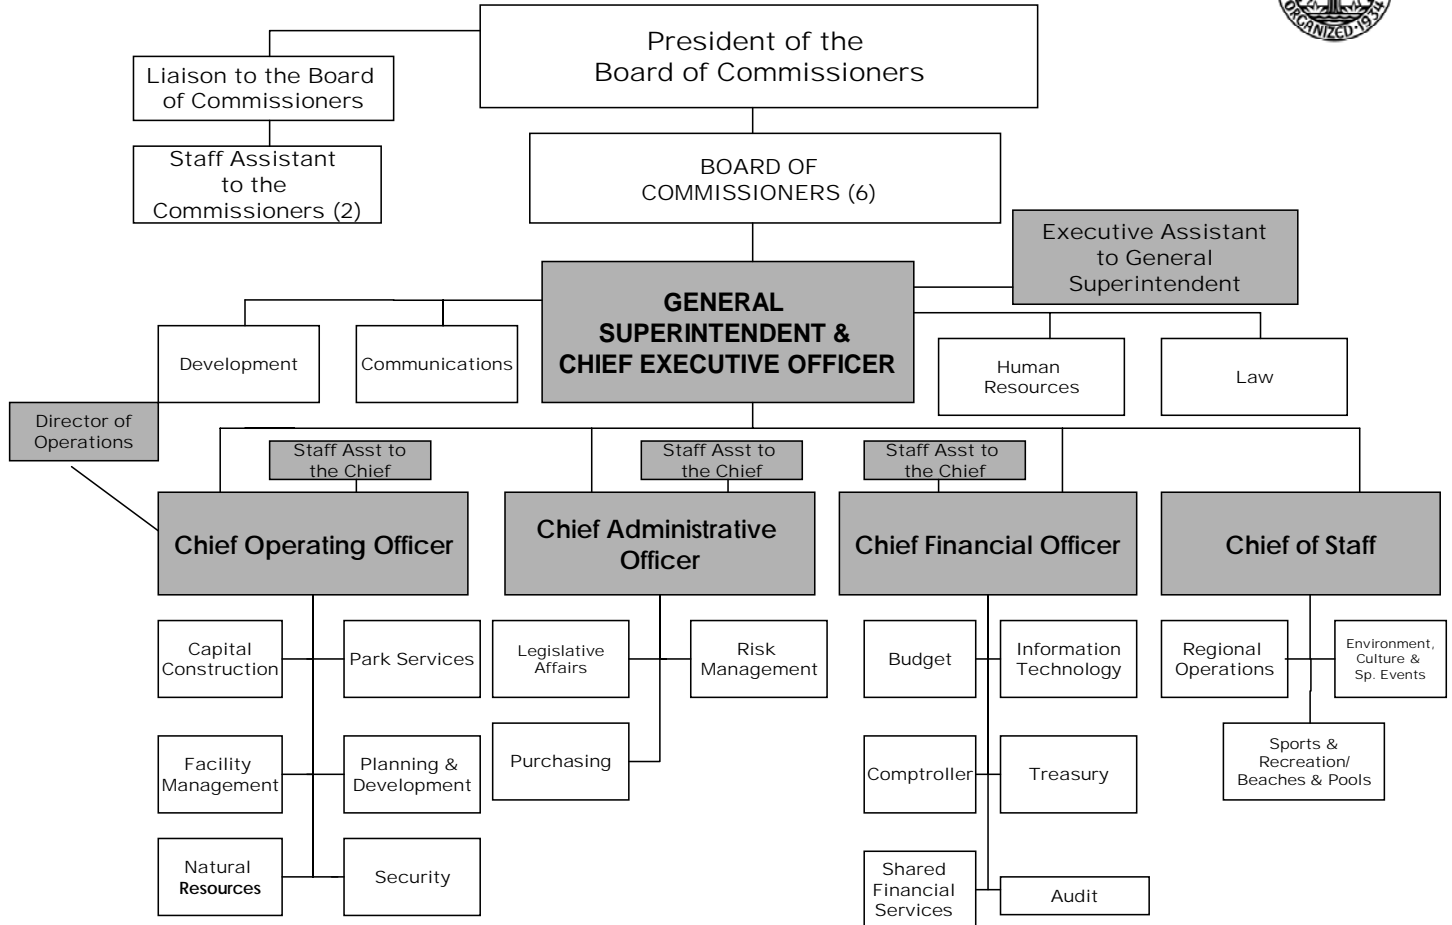 ORGANIZED·1934
President of the
Board of Commissioners
Liaison to the Board
of Commissioners
Staff Assistant
to the
Commissioners (2)
BOARD OF
COMMISSIONERS (6)
Executive Assistant
to General
Superintendent
GENERAL
SUPERINTENDENT &
CHIEF EXECUTIVE OFFICER
Development
Communications
Human
Resources
Law
Director of
Operations
Staff Asst to
the Chief
Staff Asst to
the Chief
Staff Asst to
the Chief
Chief Operating Officer
Chief Administrative
Officer
Chief Financial Officer
Chief of Staff
Capital
Construction
Park Services
Legislative
Affairs
Risk
Management
Budget
Information
Technology
Regional
Operations
Environment,
Culture &
Sp. Events
Facility
Management
Planning &
Development
Purchasing
Comptroller
Treasury
Sports &
Recreation/
Beaches & Pools
Natural
Resources
Security
Shared
Financial
Services
Audit